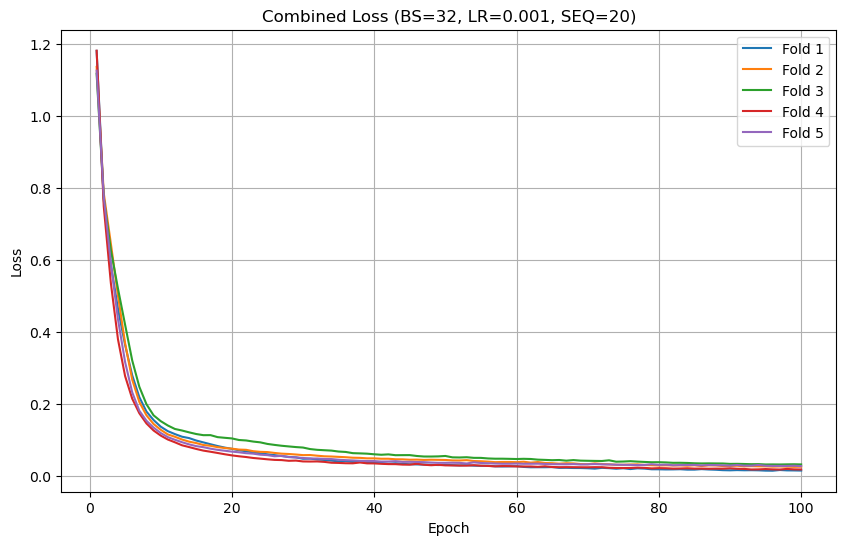 Combined Loss (BS=32, LR=0.001, SEQ=20)
Fold 1
Fold 2
Fold 3
Fold 4
Fold 5
Loss
1.2
1.0
0.8
0.6
0.4
0.2
0.0
0 20 40 60 80 100
Epoch